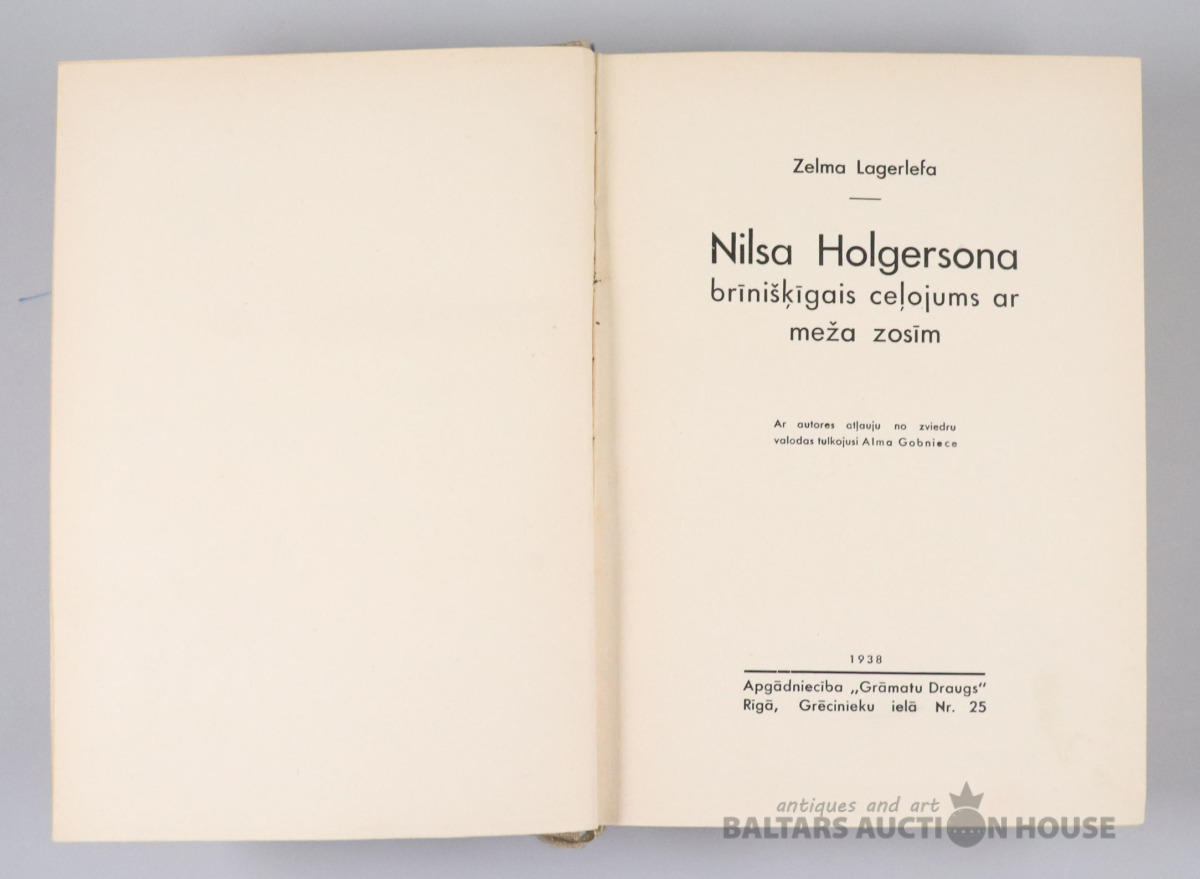 Zelma Lagerlefa
Nilsa Holgersona
brīnišķīgais ceļojums ar
meža zosīm
Ar autores atļauju no zviedru
valodas tulkojusi Alma Gobniece
1938
Apgādniecība „Grāmatu Draugs"
Rīgā, Grēcinieku ielā Nr. 25
antiques and art
BALTARS AUCTION HOUSE